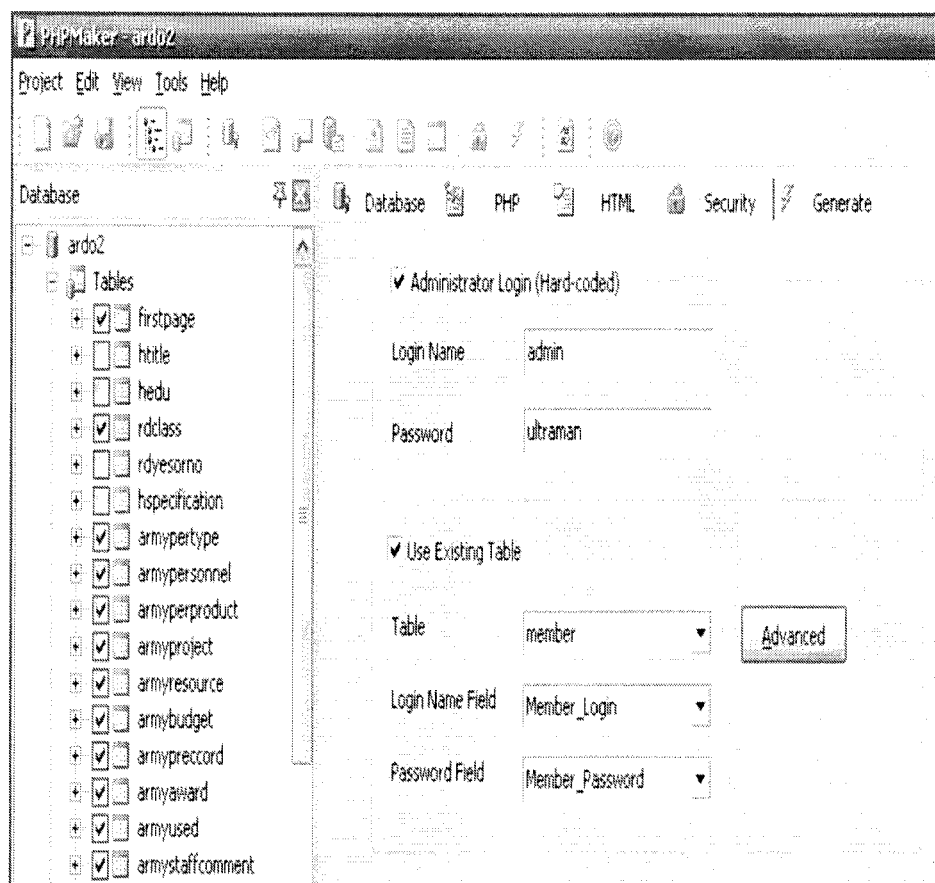 PHPMaker - ardo2
Project Edit View Tools Help
Database
ardo2
Tables
firstpage
htitle
hedu
rdclass
rdyesorno
hspecification
armypertype
armypersonnel
armyperproduct
armyproject
armyresource
armybudget
armypreccord
armyaward
armyused
armystaffcomment
Database PHP HTML Security Generate
Administrator Login (Hard-coded)
Login Name admin
Password ultraman
Use Existing Table
Table member Advanced
Login Name Field Member_Login
Password Field Member_Password